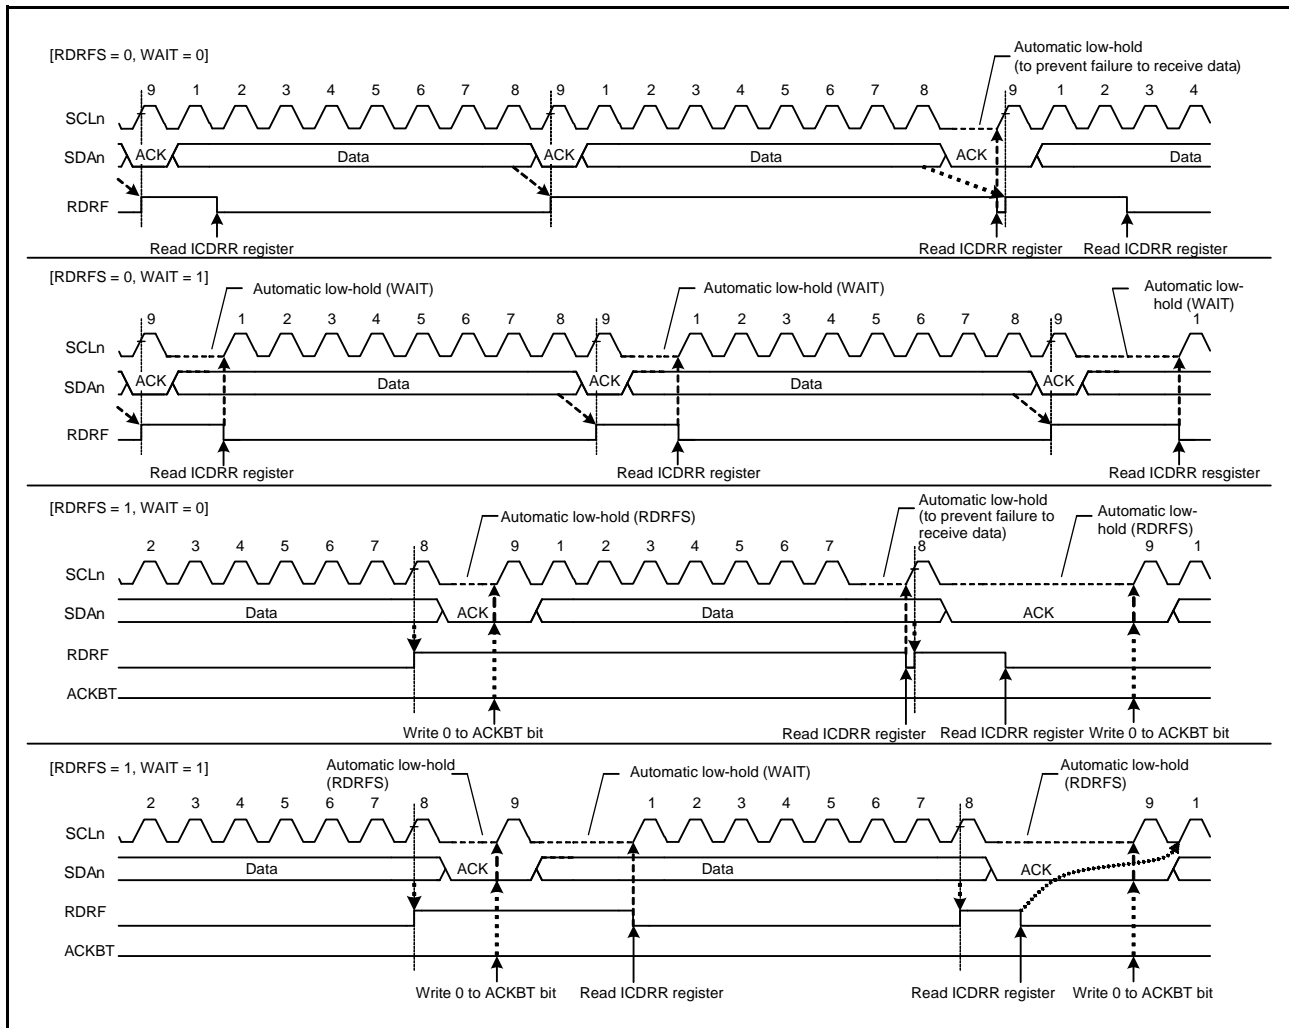 [RDRFS = 0, WAIT = 0]
Automatic low-hold
(to prevent failure to receive data)
9 1 2 3 4 5 6 7 8 9 1 2 3 4 5 6 7 8 9 1 2 3 4
SCLn
SDAn ACK Data ACK Data ACK Data
RDRF
Read ICDRR register Read ICDRR register Read ICDRR register
[RDRFS = 0, WAIT = 1]
Automatic low-hold (WAIT) Automatic low-hold (WAIT) Automatic low-
hold (WAIT)
9 1 2 3 4 5 6 7 8 9 1 2 3 4 5 6 7 8 9 1
SCLn
SDAn ACK Data ACK Data ACK
RDRF
Read ICDRR register Read ICDRR register Read ICDRR resgister
[RDRFS = 1, WAIT = 0]
Automatic low-hold (RDRFS)
Automatic low-hold
(to prevent failure to
receive data)
Automatic low-
hold (RDRFS)
2 3 4 5 6 7 8 9 1 2 3 4 5 6 7 8 9 1
SCLn
SDAn Data ACK Data ACK
RDRF
ACKBT
Write 0 to ACKBT bit Read ICDRR register Read ICDRR register Write 0 to ACKBT bit
[RDRFS = 1, WAIT = 1]
Automatic low-hold
(RDRFS)
Automatic low-hold (WAIT)
Automatic low-hold
(RDRFS)
2 3 4 5 6 7 8 9 1 2 3 4 5 6 7 8 9 1
SCLn
SDAn Data ACK Data ACK
RDRF
ACKBT
Write 0 to ACKBT bit Read ICDRR register Read ICDRR register Write 0 to ACKBT bit